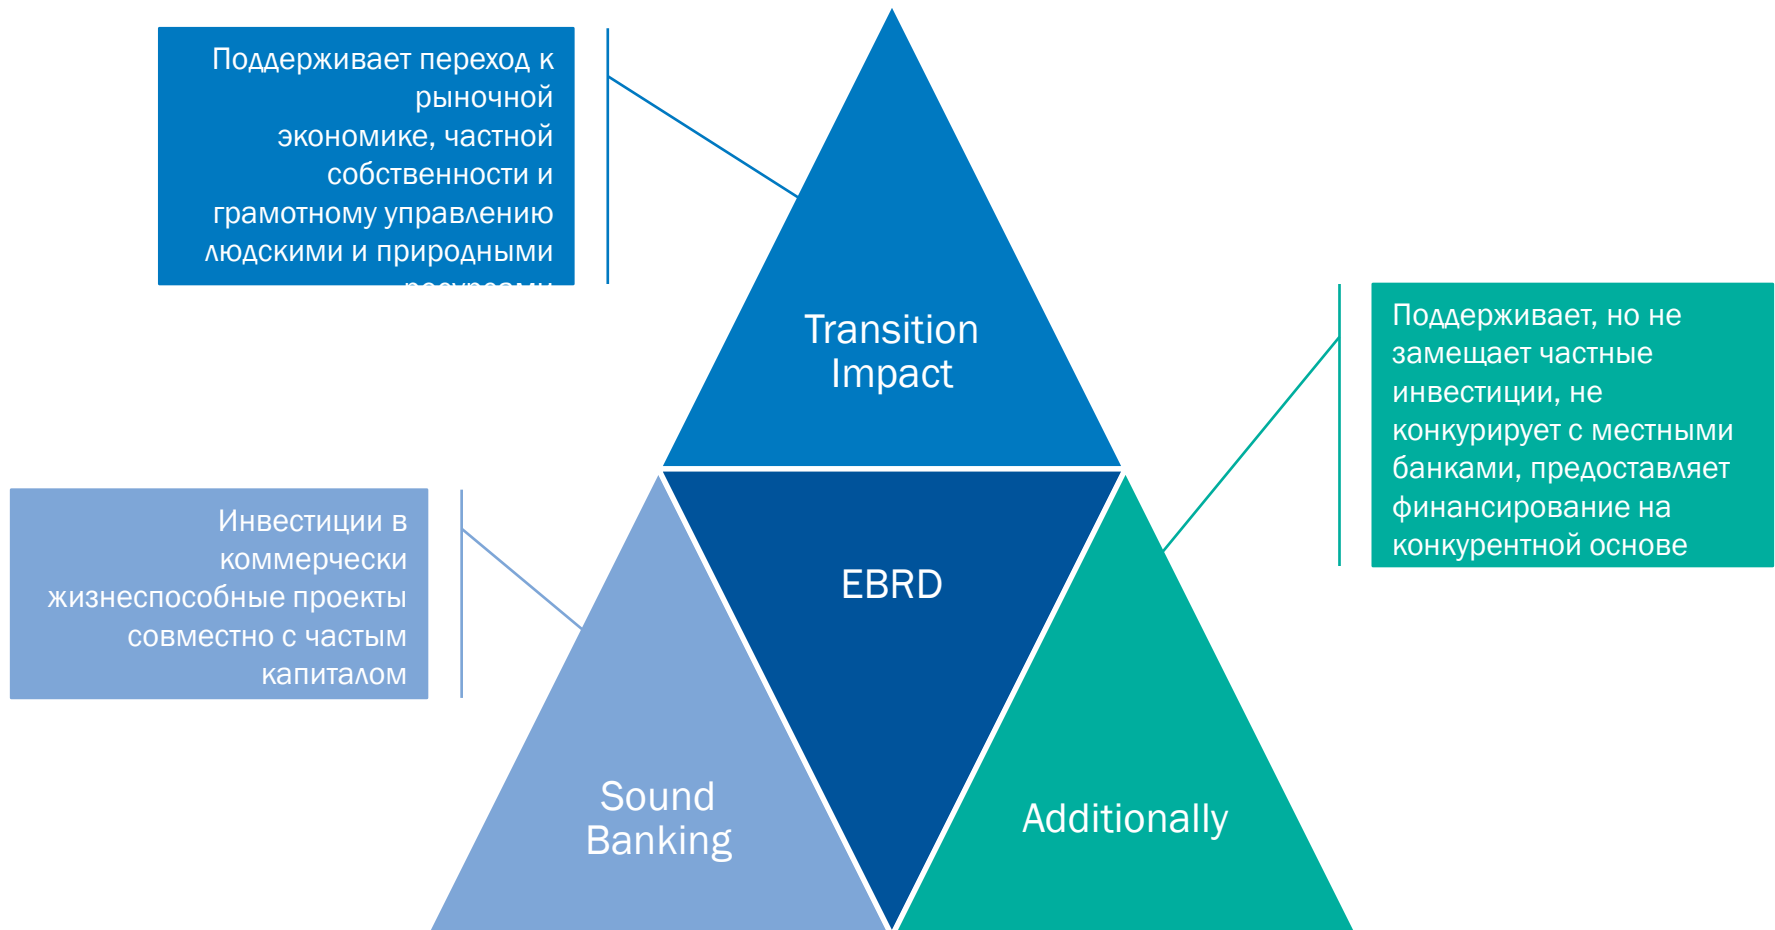 Поддерживает переход к
рыночной
экономике, частной
собственности и
грамотному управлению
людскими и природными
ресурсами
Transition
Impact
Поддерживает, но не
замещает частные
инвестиции, не
конкурирует с местными
банками, предоставляет
финансирование на
конкурентной основе
Инвестиции в
коммерчески
жизнеспособные проекты
совместно с частым
капиталом
EBRD
Sound
Banking
Additionally